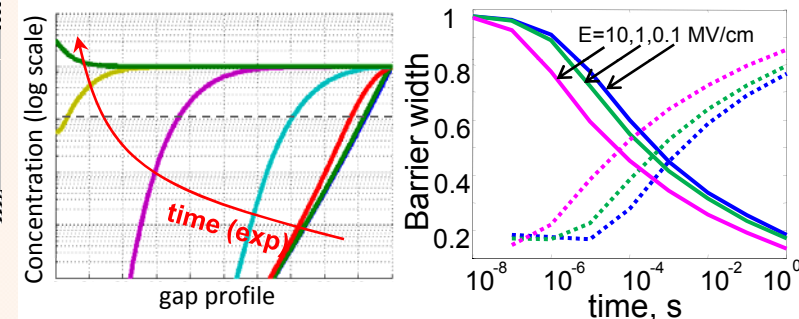 Concentration (log scale)
time (exp)
gap profile
Barrier width
1
0.8
0.6
0.4
0.2
E=10,1,0.1 MV/cm
10-8
10-6
10-4
10-2
100
time, s